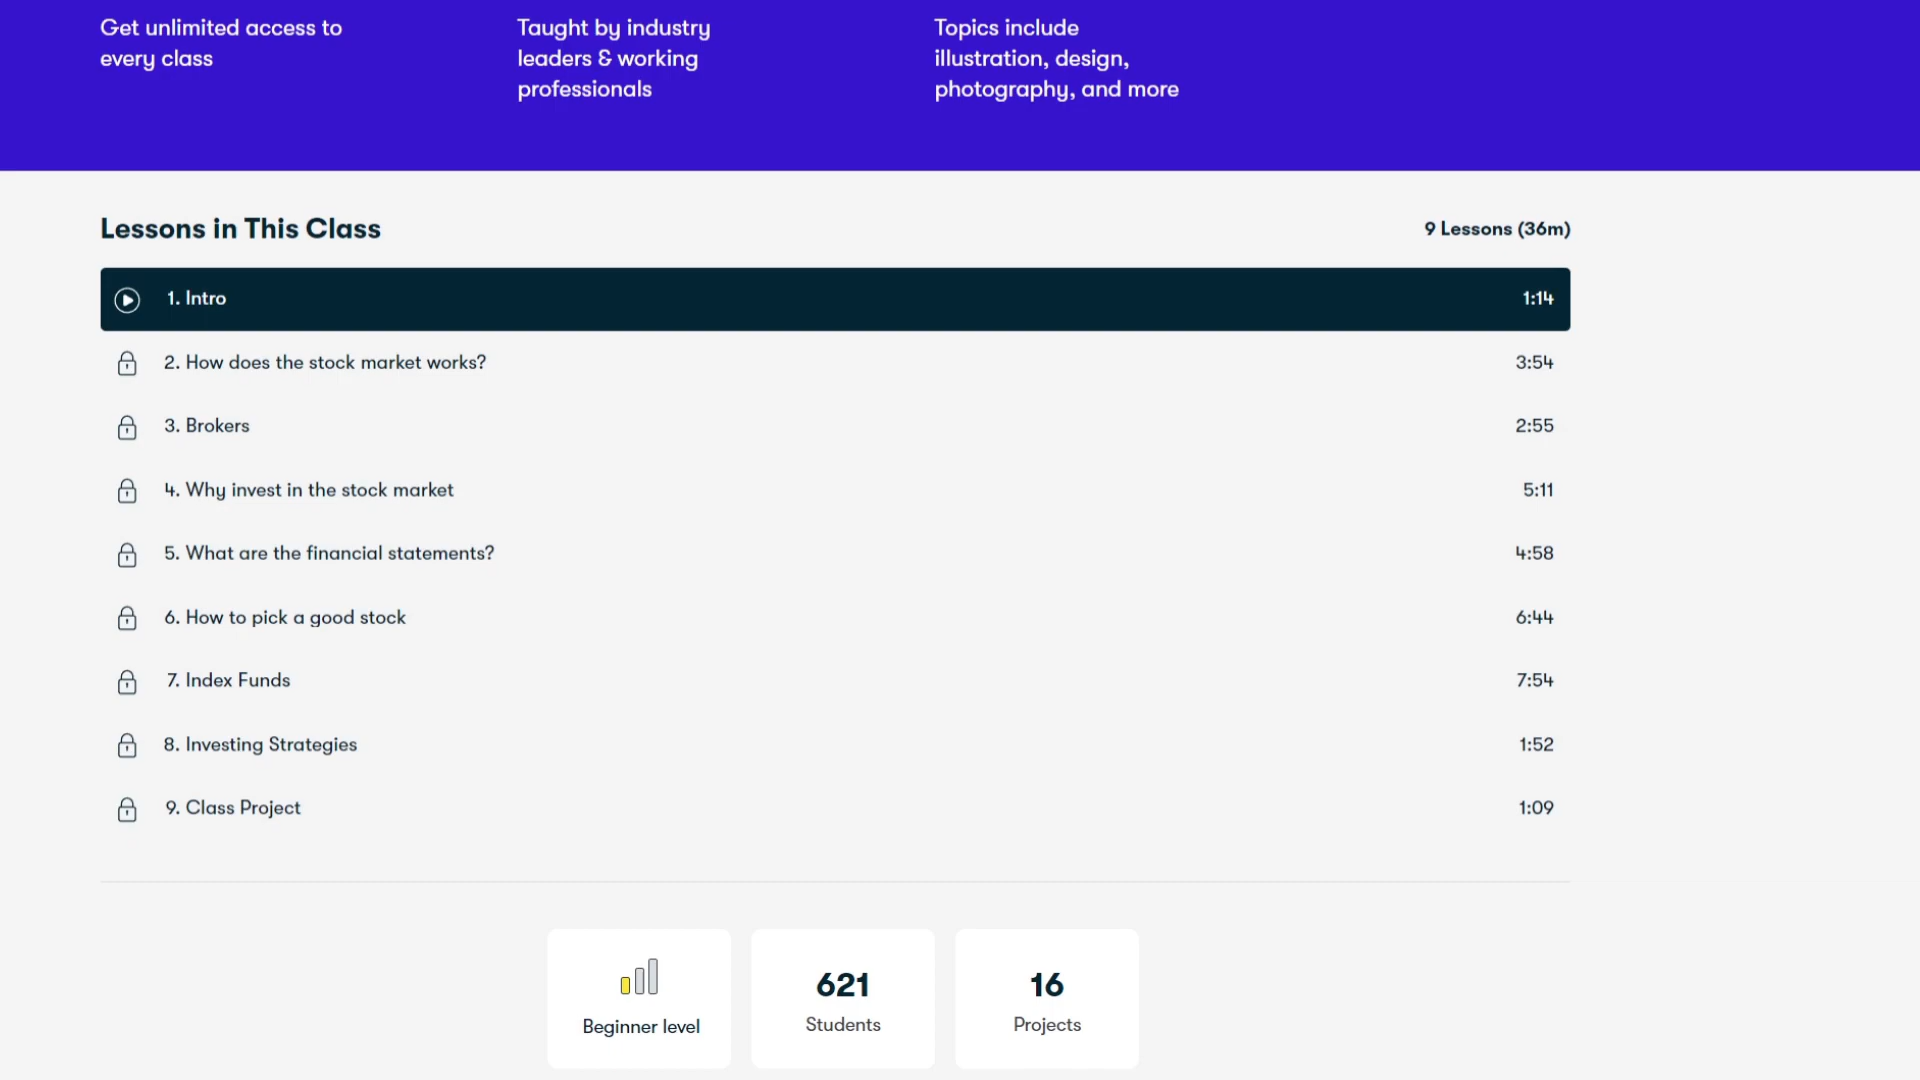 Get unlimited access to
every class
Taught by industry
leaders & working
professionals
Topics include
illustration, design,
photography, and more
Lessons in This Class
9 Lessons (36m)
1. Intro 1:14
2. How does the stock market works? 3:54
3. Brokers 2:55
4. Why invest in the stock market 5:11
5. What are the financial statements? 4:58
6. How to pick a good stock 6:44
7. Index Funds 7:54
8. Investing Strategies 1:52
9. Class Project 1:09
Beginner level
621
Students
16
Projects